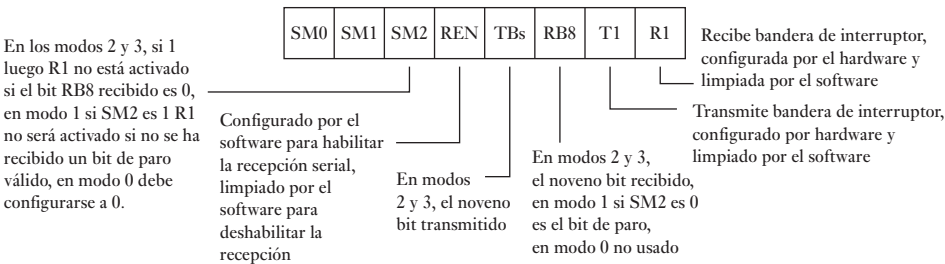 SM0 SM1 SM2 REN TBs RB8 T1 R1
En los modos 2 y 3, si 1
luego R1 no está activado
si el bit RB8 recibido es 0,
en modo 1 si SM2 es 1 R1
no será activado si no se ha
recibido un bit de paro
válido, en modo 0 debe
configurarse a 0.
Configurado por el
software para habilitar
la recepción serial,
limpiado por el
software para
deshabilitar la
recepción
En modos
2 y 3, el noveno
bit transmitido
En modos 2 y 3,
el noveno bit recibido,
en modo 1 si SM2 es 0
es el bit de paro,
en modo 0 no usado
Recibe bandera de interruptor,
configurada por el hardware y
limpiada por el software
Transmite bandera de interruptor,
configurado por hardware y
limpiado por el software